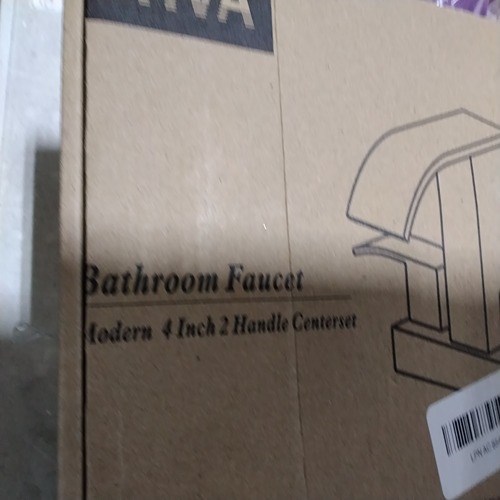 Bathroom Faucet
Modern 4 Inch 2 Handle Centerset